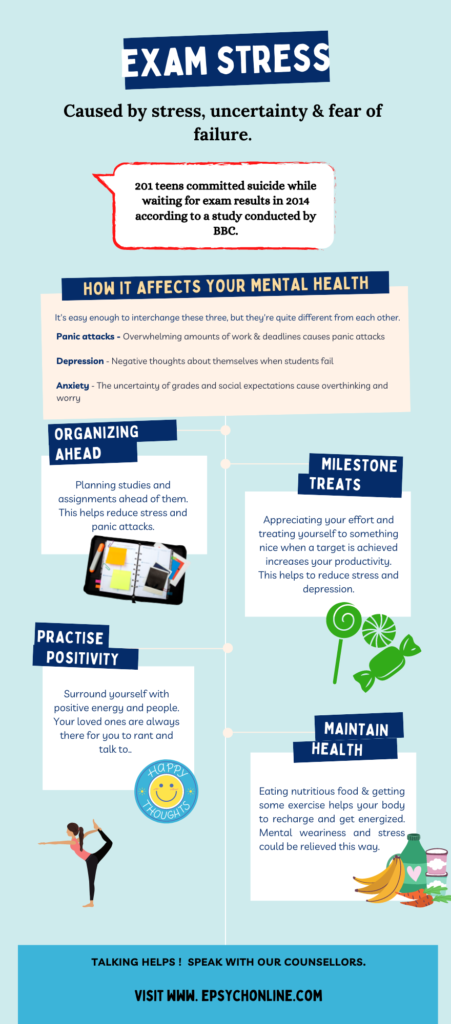 EXAM STRESS
Caused by stress, uncertainty & fear of
failure.
201 teens committed suicide while
waiting for exam results in 2014
according to a study conducted by
BBC.
HOW IT AFFECTS YOUR MENTAL HEALTH
It's easy enough to interchange these three, but they're quite different from each other.
Panic attacks - Overwhelming amounts of work & deadlines causes panic attacks
Depression - Negative thoughts about themselves when students fail
Anxiety - The uncertainty of grades and social expectations cause overthinking and
worry
ORGANIZING
AHEAD
Planning studies and
assignments ahead of them.
This helps reduce stress and
panic attacks.
MILESTONE
TREATS
Appreciating your effort and
treating yourself to something
nice when a target is achieved
increases your productivity.
This helps to reduce stress and
depression.
PRACTISE
POSITIVITY
Surround yourself with
positive energy and people.
Your loved ones are always
there for you to rant and
talk to..
HAPPY
THOUGHTS
MAINTAIN
HEALTH
Eating nutritious food & getting
some exercise helps your body
to recharge and get energized.
Mental weariness and stress
could be relieved this way.
TALKING HELPS ! SPEAK WITH OUR COUNSELLORS.
VISIT WWW. EPSYCHONLINE.COM